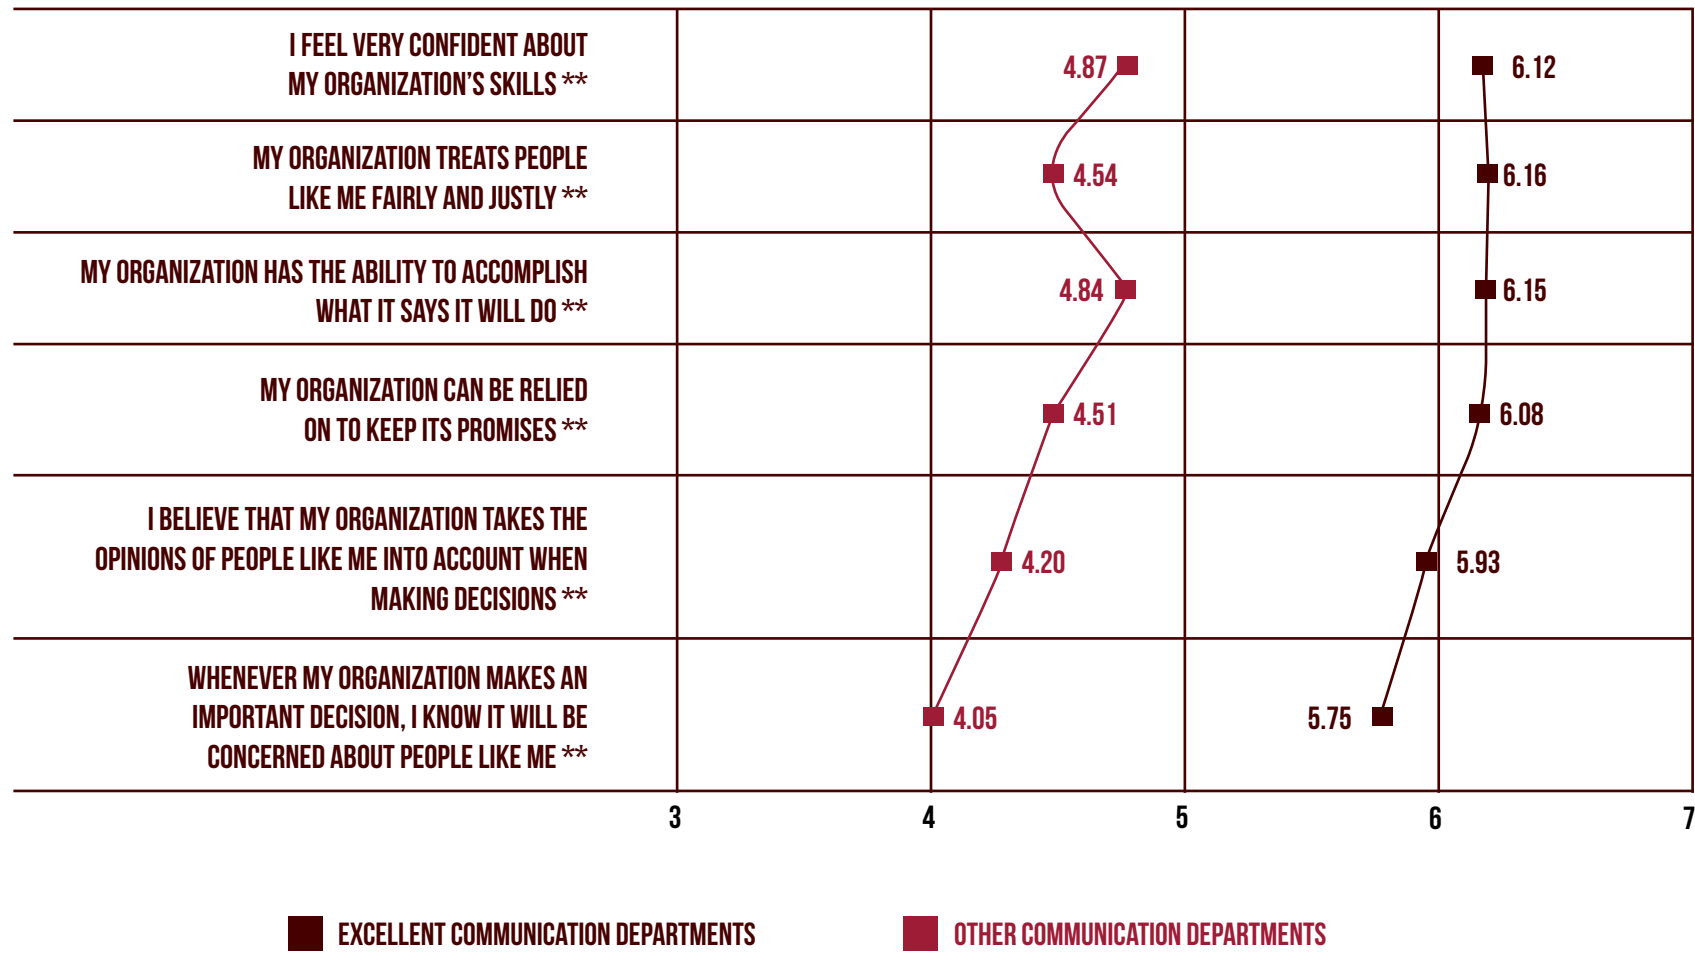 I FEEL VERY CONFIDENT ABOUT
MY ORGANIZATION'S SKILLS **
4.87
6.12
MY ORGANIZATION TREATS PEOPLE
LIKE ME FAIRLY AND JUSTLY **
4.54
6.16
MY ORGANIZATION HAS THE ABILITY TO ACCOMPLISH
WHAT IT SAYS IT WILL DO **
4.84
6.15
MY ORGANIZATION CAN BE RELIED
ON TO KEEP ITS PROMISES **
4.51
6.08
I BELIEVE THAT MY ORGANIZATION TAKES THE
OPINIONS OF PEOPLE LIKE ME INTO ACCOUNT WHEN
MAKING DECISIONS **
4.20
5.93
WHENEVER MY ORGANIZATION MAKES AN
IMPORTANT DECISION, I KNOW IT WILL BE
CONCERNED ABOUT PEOPLE LIKE ME **
4.05
5.75
3 4 5 6 7
EXCELLENT COMMUNICATION DEPARTMENTS
OTHER COMMUNICATION DEPARTMENTS